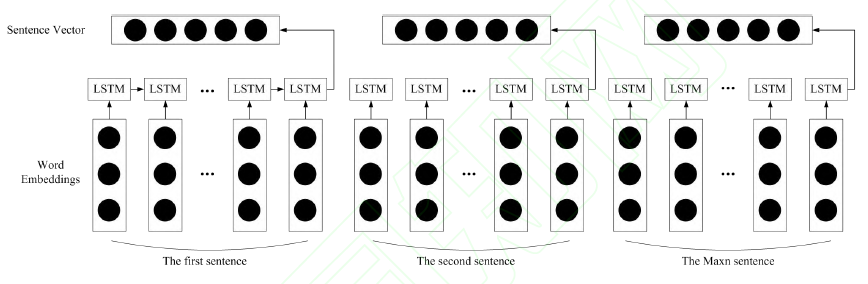 Sentence Vector
LSTM LSTM ... LSTM LSTM LSTM LSTM ... LSTM LSTM LSTM LSTM ... LSTM LSTM
Word
Embeddings
... ... ...
The first sentence The second sentence The Maxn sentence